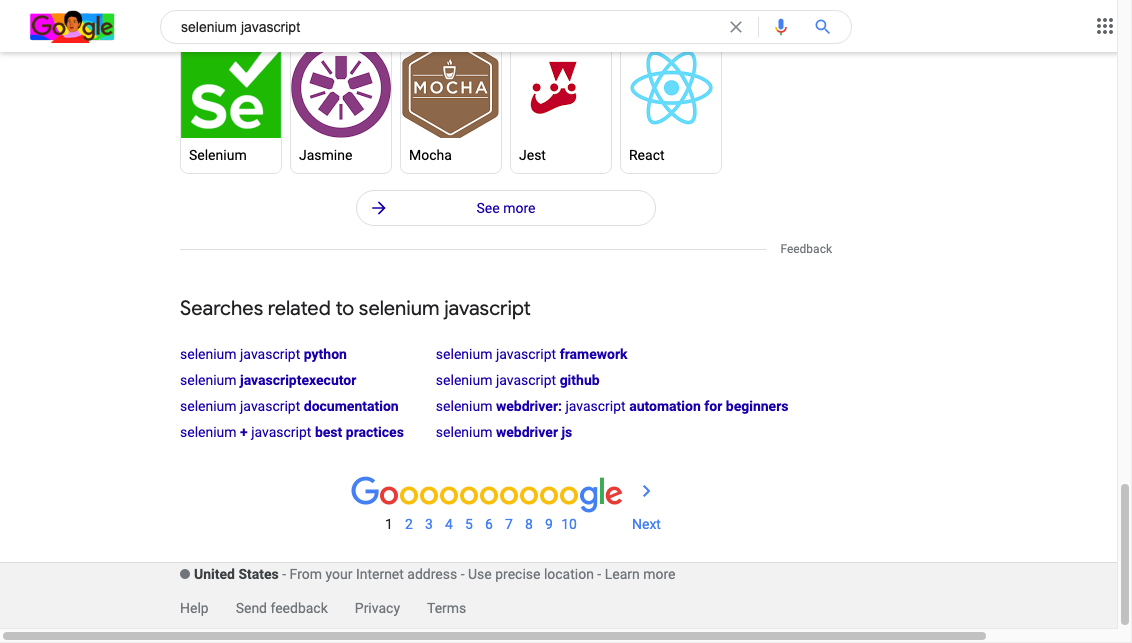 Google selenium javascript
Se MOCHA
Selenium Jasmine Mocha Jest React
See more
Feedback
Searches related to selenium javascript
selenium javascript python selenium javascript framework
selenium javascriptexecutor selenium javascript github
selenium javascript documentation selenium webdriver: javascript automation for beginners
selenium + javascript best practices selenium webdriver js
Goooooooooogle
1 2 3 4 5 6 7 8 9 10 Next
United States - From your Internet address - Use precise location - Learn more
Help Send feedback Privacy Terms